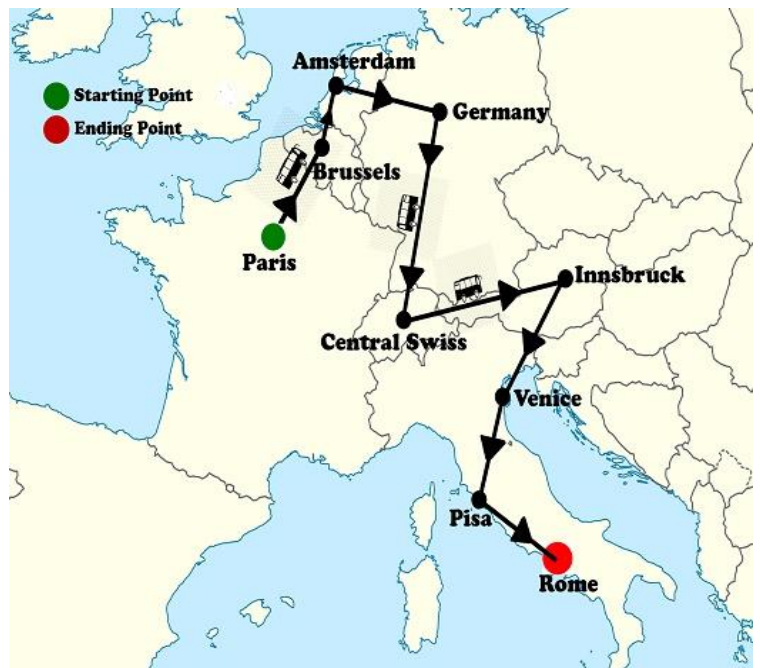 Amsterdam
Starting Point
Germany
Ending Point
Brussels
Paris
Innsbruck
Central Swiss
Venice
Pisa
Rome